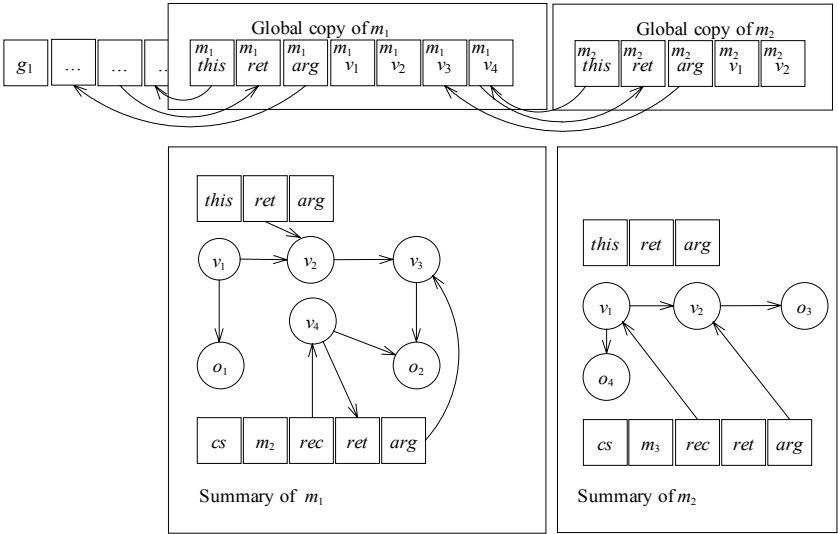 Global copy of m₁
Global copy of m₂
g₁ ... ... .. m₁ this m₁ ret m₁ arg m₁ v₁ m₁ v₂ m₁ v₃ m₁ v₄ m₂ this m₂ ret m₂ arg m₂ v₁ m₂ v₂
this ret arg
v₁ v₂ v₃
v₄
o₁ o₂
cs m₂ rec ret arg
Summary of m₁
this ret arg
v₁ v₂ o₃
o₄
cs m₃ rec ret arg
Summary of m₂